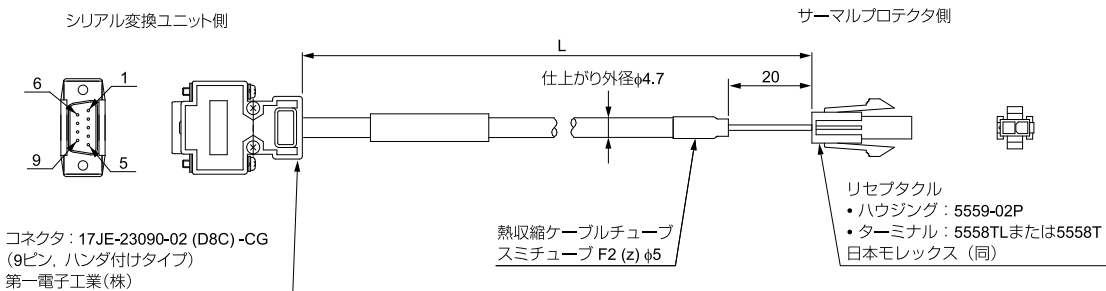 シリアル変換ユニット側
サーマルプロテクタ側
L
仕上がり外径φ4.7
20
6
1
9
5
コネクタ：17JE-23090-02 (D8C) -CG
(9ピン, ハンダ付けタイプ)
第一電子工業(株)
熱収縮ケーブルチューブ
スミチューブ F2 (z) φ5
リセプタクル
• ハウジング：5559-02P
• ターミナル：5558TLまたは5558T
日本モレックス（同）